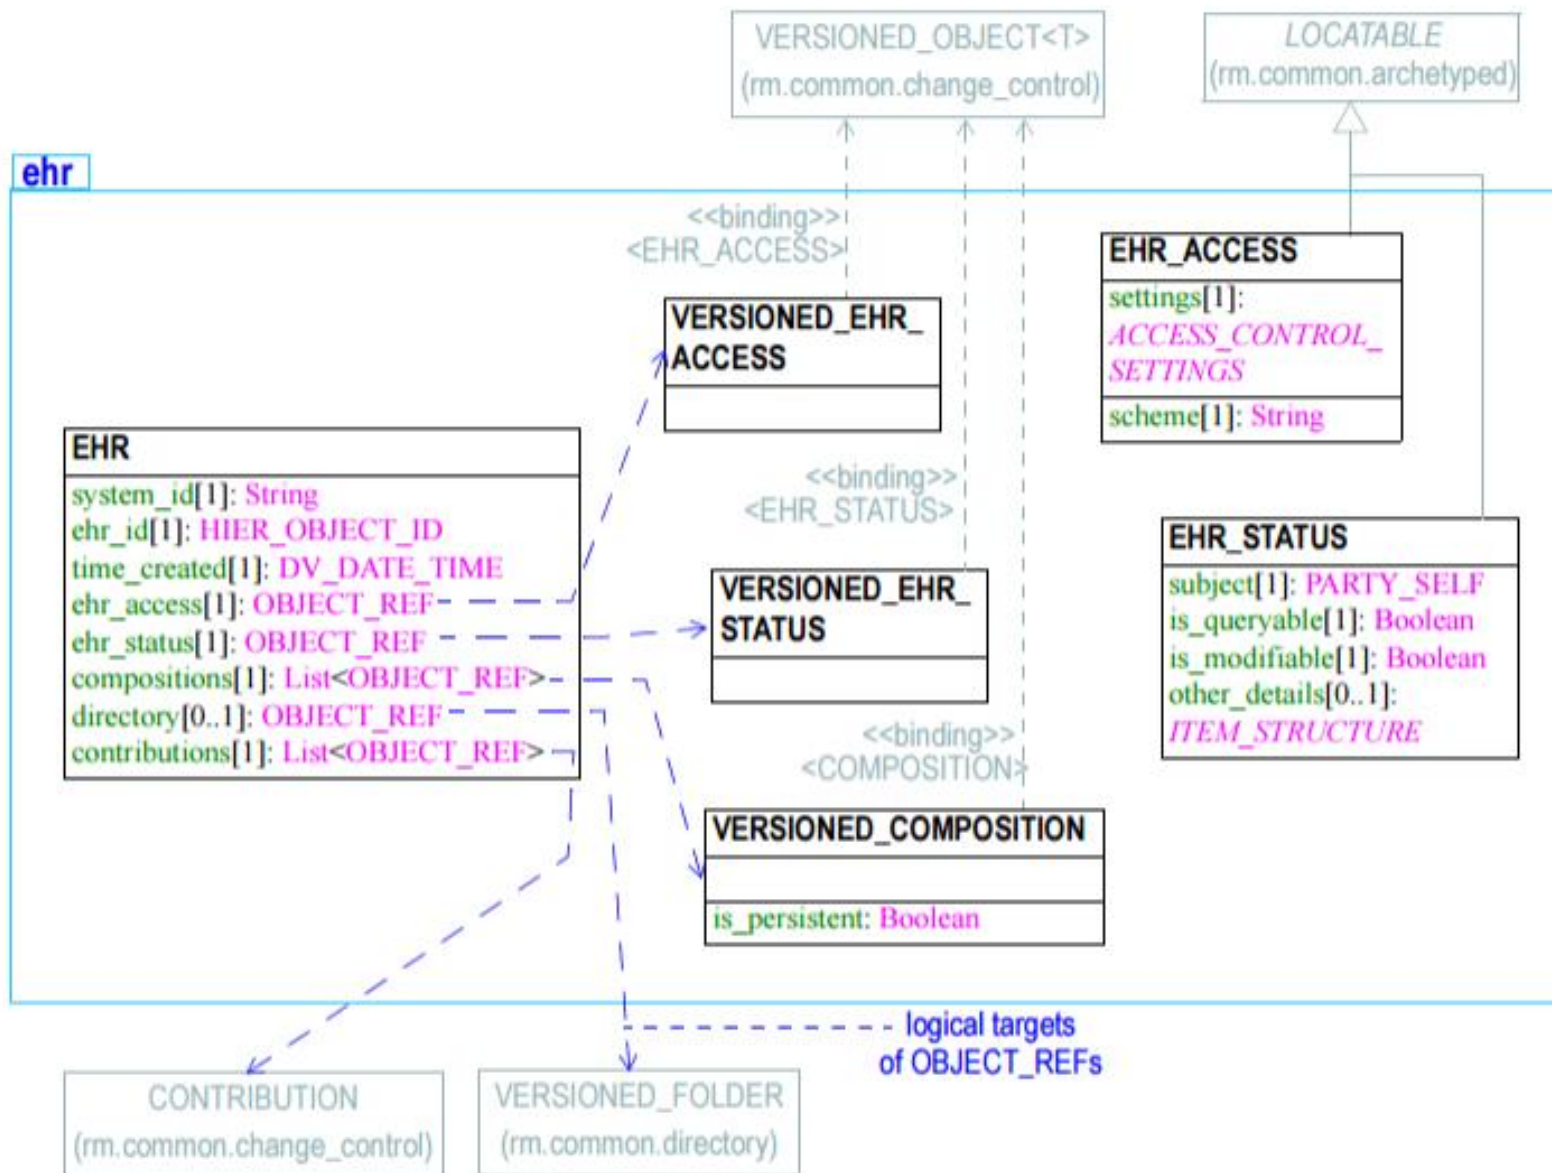 VERSIONED_OBJECT<T>
(rm.common.change_control)
LOCATABLE
(rm.common.archetyped)
ehr
<<binding>>
<EHR_ACCESS>
EHR_ACCESS
settings[1]:
ACCESS_CONTROL_
SETTINGS
scheme[1]: String
VERSIONED_EHR_
ACCESS
EHR
system_id[1]: String
ehr_id[1]: HIER_OBJECT_ID
time_created[1]: DV_DATE_TIME
ehr_access[1]: OBJECT_REF
ehr_status[1]: OBJECT_REF
compositions[1]: List<OBJECT_REF>
directory[0..1]: OBJECT_REF
contributions[1]: List<OBJECT_REF>
<<binding>>
<EHR_STATUS>
VERSIONED_EHR_
STATUS
EHR_STATUS
subject[1]: PARTY_SELF
is_queryable[1]: Boolean
is_modifiable[1]: Boolean
other_details[0..1]:
ITEM_STRUCTURE
<<binding>>
<COMPOSITION>
VERSIONED_COMPOSITION
is_persistent: Boolean
logical targets
of OBJECT_REFs
CONTRIBUTION
(rm.common.change_control)
VERSIONED_FOLDER
(rm.common.directory)